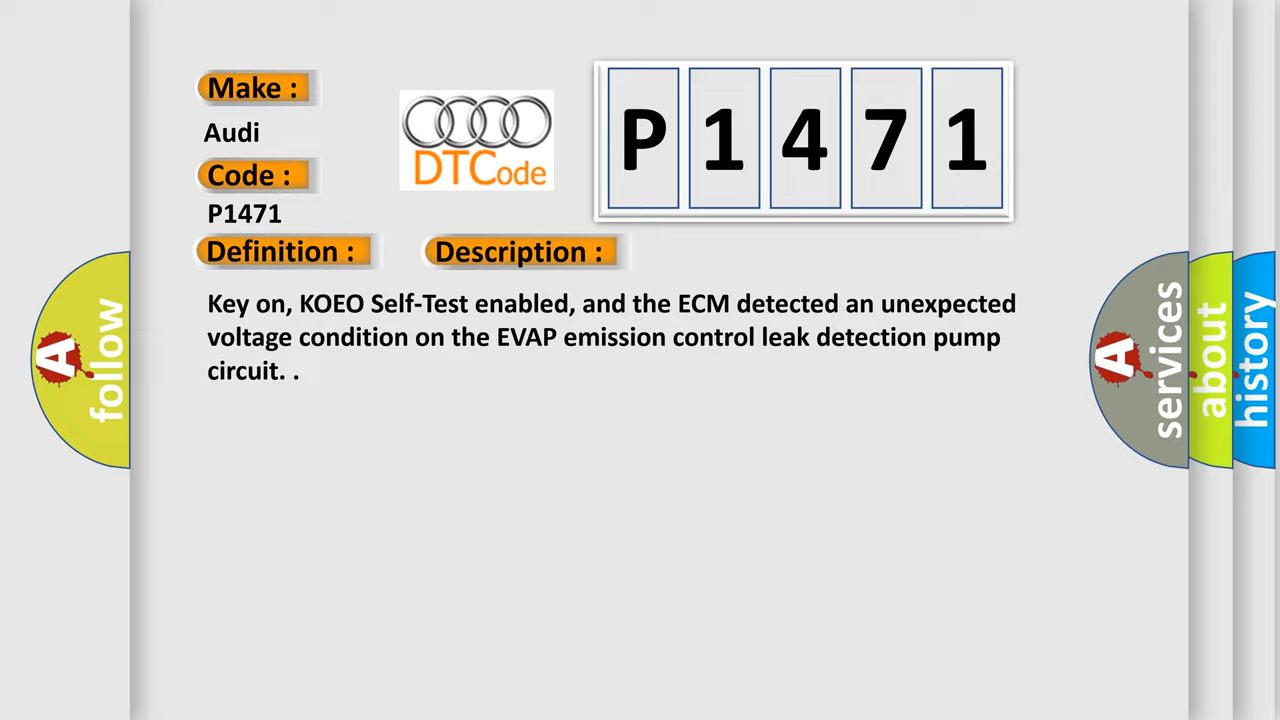 Make :
Audi
Code :
P1471
DTCode
P 1 4 7 1
Definition :
Description :
Key on, KOEO Self-Test enabled, and the ECM detected an unexpected
voltage condition on the EVAP emission control leak detection pump
circuit. .
A follow
A services
about
history